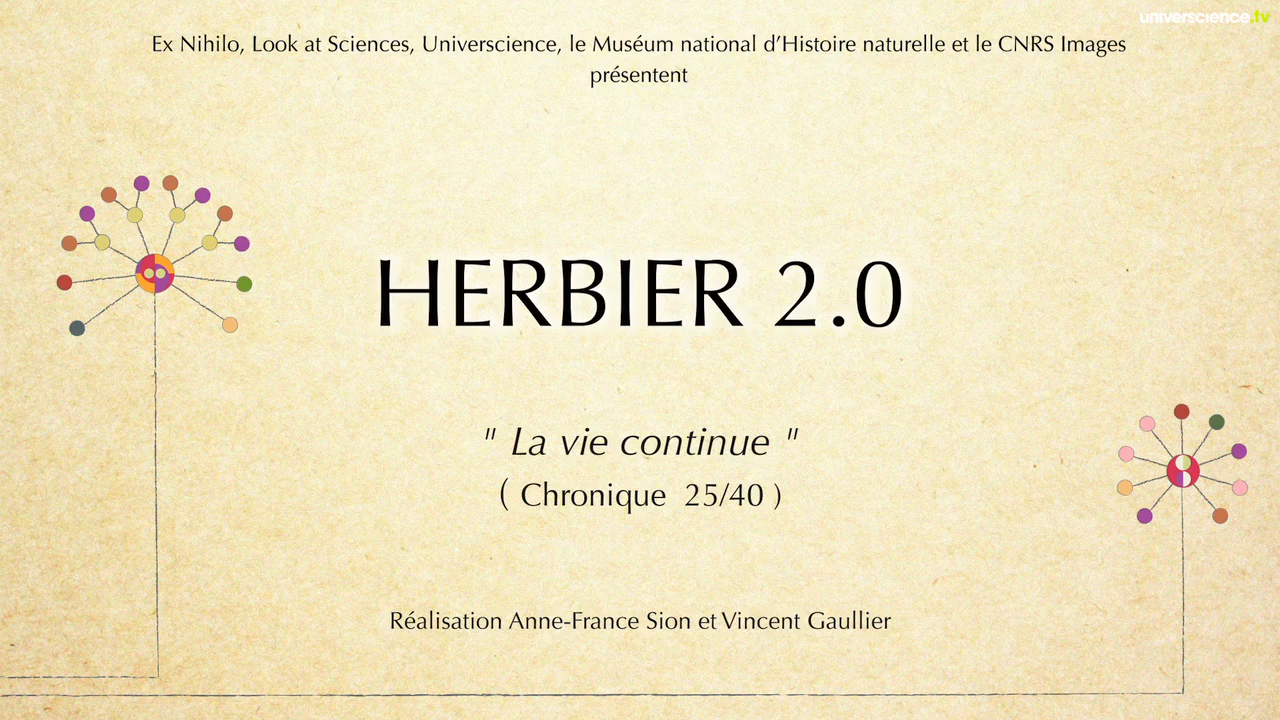 universcience.tv
Ex Nihilo, Look at Sciences, Universcience, le Muséum national d’Histoire naturelle et le CNRS Images
présentent
HERBIER 2.0
" La vie continue "
( Chronique 25/40 )
Réalisation Anne-France Sion et Vincent Gaullier